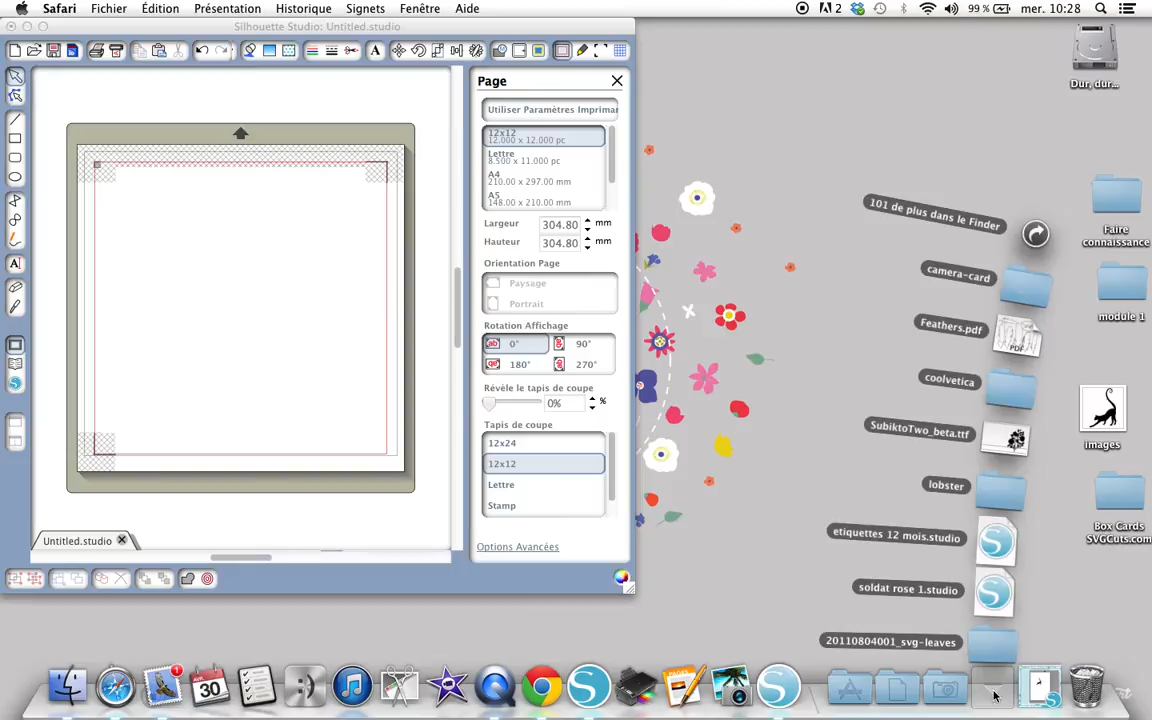 Safari Fichier Édition Présentation Historique Signets Fenêtre Aide
2
99 %
mer. 10:28
Silhouette Studio: Untitled.studio
Page
Utiliser Paramètres Imprimar
12x12
12.000 x 12.000 pc
Lettre
8.500 x 11.000 pc
A4
210.00 x 297.00 mm
A5
148.00 x 210.00 mm
Largeur 304.80 mm
Hauteur 304.80 mm
Orientation Page
Paysage
Portrait
Rotation Affichage
0° 90°
180° 270°
Révèle le tapis de coupe
0% %
Tapis de coupe
12x24
12x12
Lettre
Stamp
Options Avancées
Untitled.studio
Dur, dur...
Faire
connaissance
module 1
images
Box Cards
SVGCuts.com
101 de plus dans le Finder
camera-card
Feathers.pdf
PDF
coolvetica
SubiktoTwo_beta.ttf
lobster
etiquettes 12 mois.studio
soldat rose 1.studio
20110804001_svg-leaves
1
30